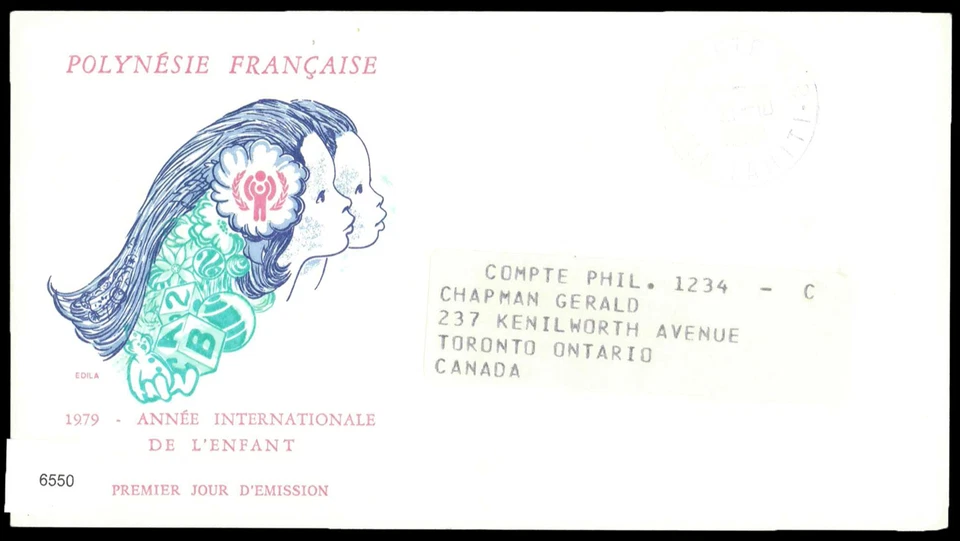 POLYNÉSIE FRANÇAISE
A 2
A B
EDILA
1979 - ANNÉE INTERNATIONALE
DE L'ENFANT
PREMIER JOUR D'EMISSION
6550
COMPTE PHIL. 1234 - C
CHAPMAN GERALD
237 KENILWORTH AVENUE
TORONTO ONTARIO
CANADA